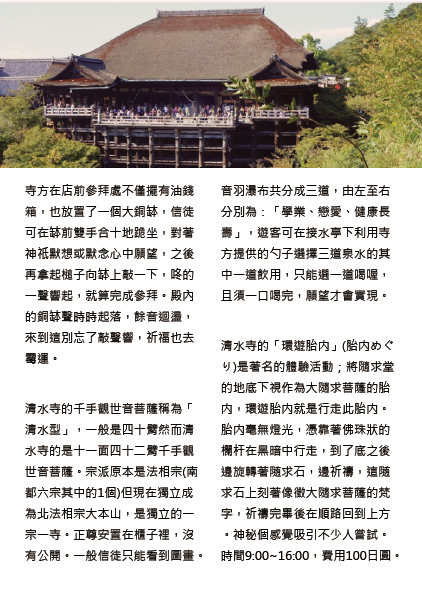 寺方在店前參拜處不僅擺有油錢
箱，也放置了一個大銅缽，信徒
可在缽前雙手合十地跪坐，對著
神祇默想或默念心中願望，之後
再拿起槌子向缽上敲一下，咚的
一聲響起，就算完成參拜。殿內
的銅缽聲時時起落，餘音迴盪，
來到這別忘了敲聲響，祈福也去
霉運。
清水寺的千手觀世音菩薩稱為「
清水型」，一般是四十臂然而清
水寺的是十一面四十二臂千手觀
世音菩薩。宗派原本是法相宗(南
都六宗其中的1個)但現在獨立成
為北法相宗大本山，是獨立的一
宗一寺。正尊安置在櫃子裡，沒
有公開。一般信徒只能看到圖畫。
音羽瀑布共分成三道，由左至右
分別為：「學業、戀愛、健康長
壽」，遊客可在接水亭下利用寺
方提供的勺子選擇三道泉水的其
中一道飲用，只能選一道喝喔，
且須一口喝完，願望才會實現。
清水寺的「環遊胎內」(胎内めぐ
り)是著名的體驗活動；將隨求堂
的地底下視作為大隨求菩薩的胎
內，環遊胎內就是行走此胎內。
胎內毫無燈光，憑靠著佛珠狀的
欄杆在黑暗中行走，到了底之後
邊旋轉著隨求石，邊祈禱，這隨
求石上刻著像徵大隨求菩薩的梵
字，祈禱完畢後在順路回到上方
。神秘個感覺吸引不少人嘗試。
時間9:00~16:00，費用100日圓。